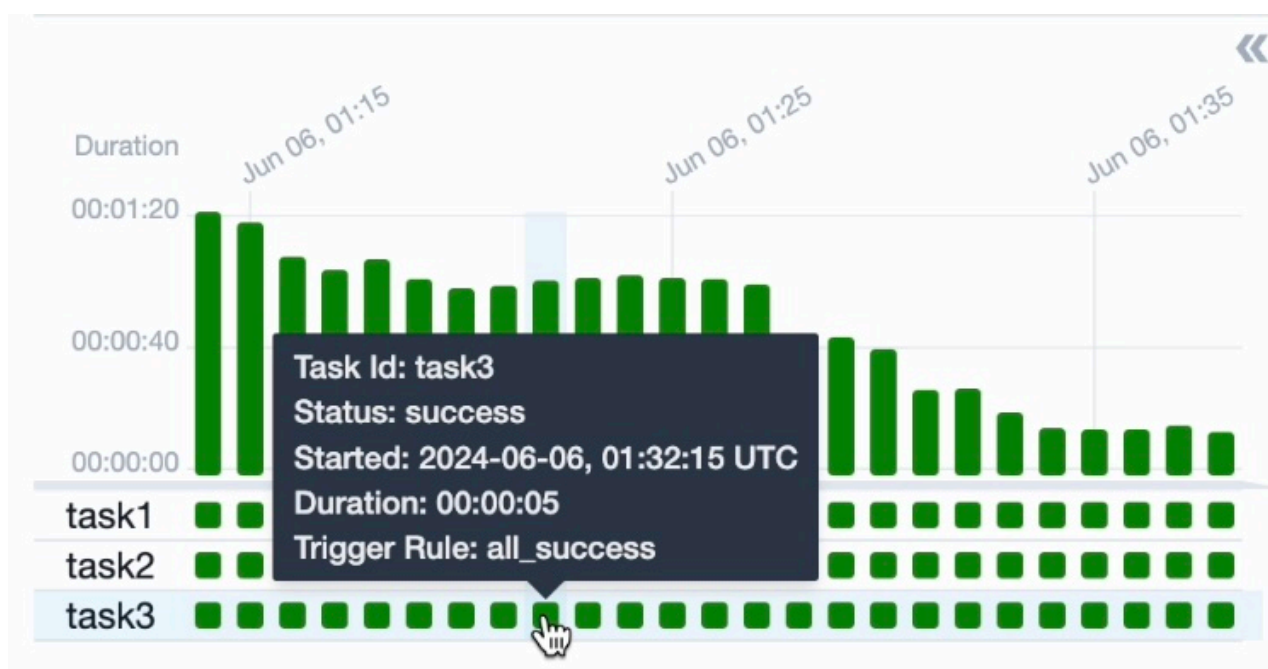 «
Jun 06, 01:15
Jun 06, 01:25
Jun 06, 01:35
Duration
00:01:20
00:00:40
00:00:00
Task Id: task3
Status: success
Started: 2024-06-06, 01:32:15 UTC
Duration: 00:00:05
Trigger Rule: all_success
task1
task2
task3